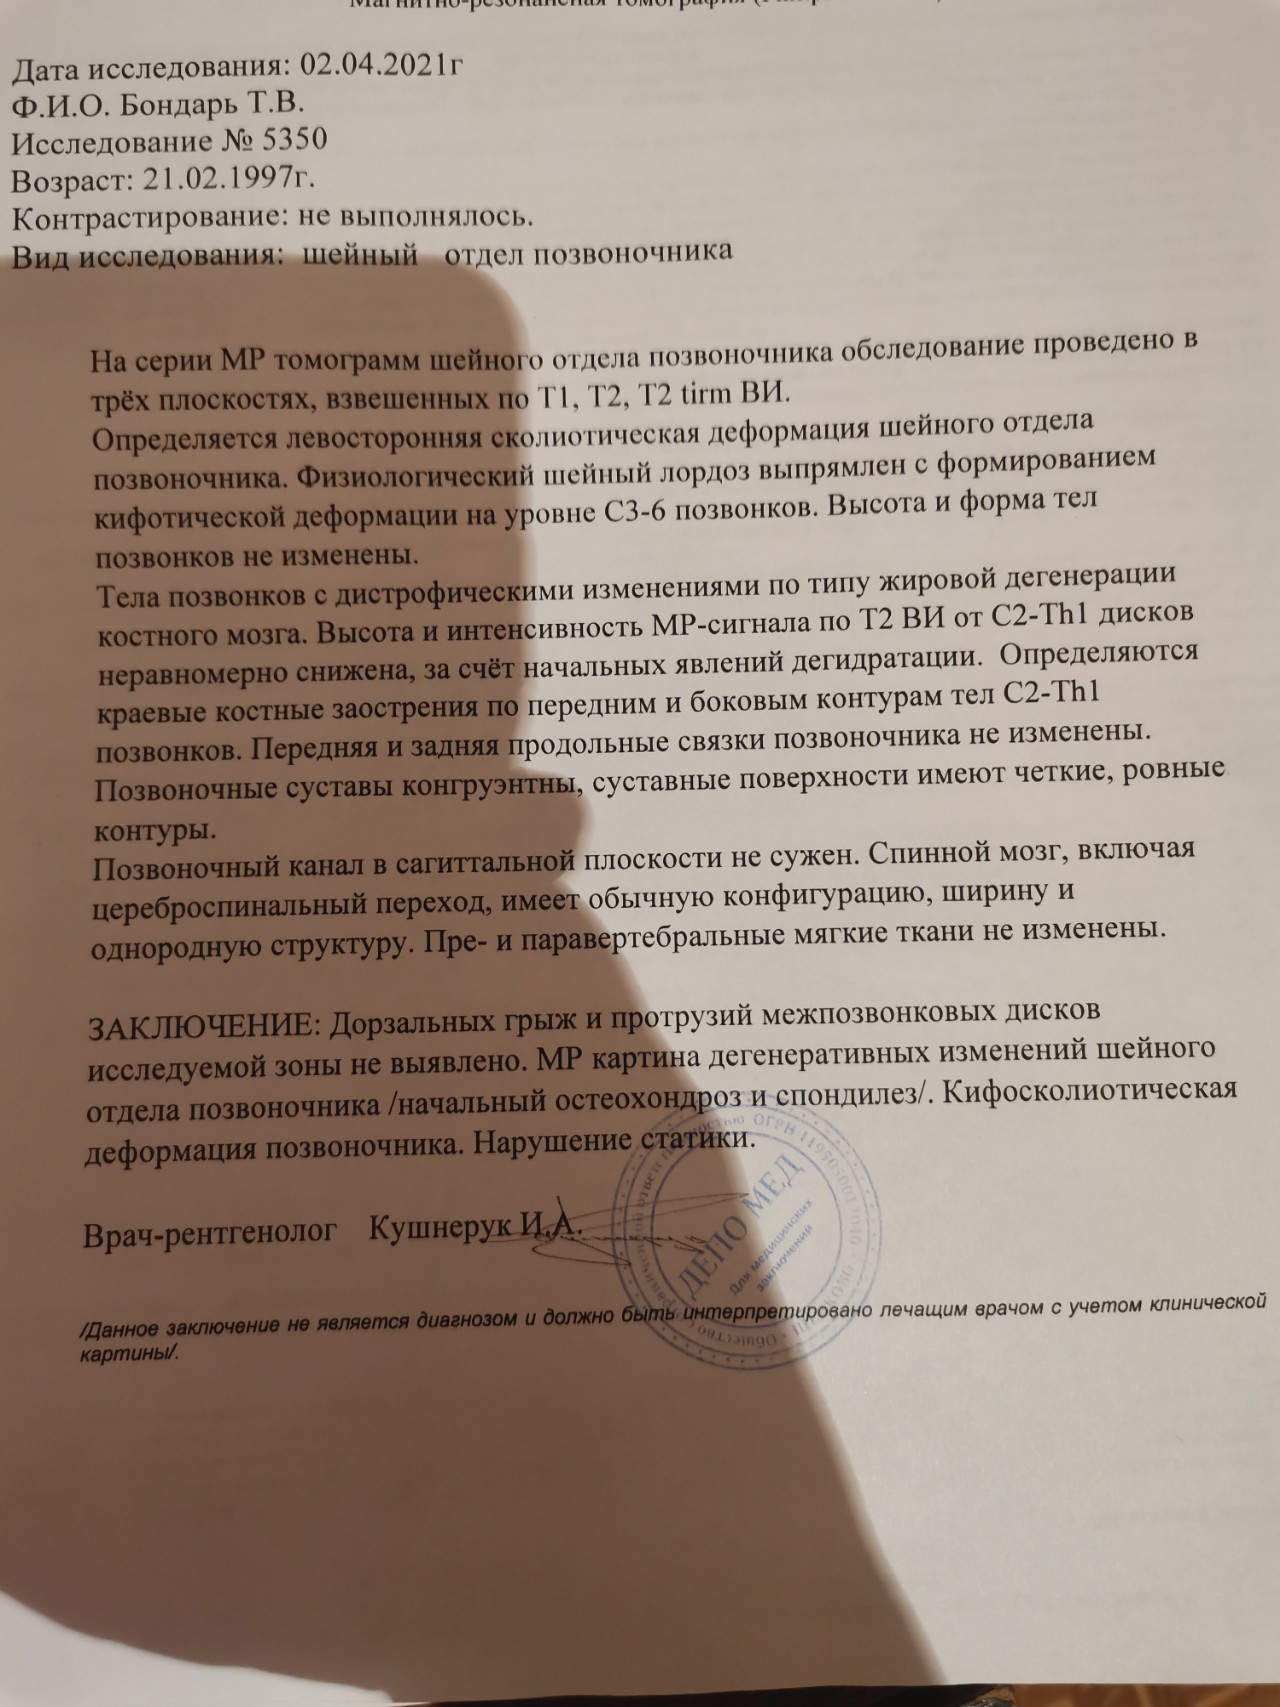 Магнитно-резонансная томография
Дата исследования: 02.04.2021г
Ф.И.О. Бондарь Т.В.
Исследование № 5350
Возраст: 21.02.1997г.
Контрастирование: не выполнялось.
Вид исследования: шейный отдел позвоночника
На серии МР томограмм шейного отдела позвоночника обследование проведено в
трёх плоскостях, взвешенных по Т1, Т2, Т2 tirm ВИ.
Определяется левосторонняя сколиотическая деформация шейного отдела
позвоночника. Физиологический шейный лордоз выпрямлен с формированием
кифотической деформации на уровне С3-6 позвонков. Высота и форма тел
позвонков не изменены.
Тела позвонков с дистрофическими изменениями по типу жировой дегенерации
костного мозга. Высота и интенсивность МР-сигнала по Т2 ВИ от С2-Th1 дисков
неравномерно снижена, за счёт начальных явлений дегидратации. Определяются
краевые костные заострения по передним и боковым контурам тел С2-Th1
позвонков. Передняя и задняя продольные связки позвоночника не изменены.
Позвоночные суставы конгруэнтны, суставные поверхности имеют четкие, ровные
контуры.
Позвоночный канал в сагиттальной плоскости не сужен. Спинной мозг, включая
цереброспинальный переход, имеет обычную конфигурацию, ширину и
однородную структуру. Пре- и паравертебральные мягкие ткани не изменены.
ЗАКЛЮЧЕНИЕ: Дорзальных грыж и протрузий межпозвонковых дисков
исследуемой зоны не выявлено. МР картина дегенеративных изменений шейного
отдела позвоночника /начальный остеохондроз и спондилез/. Кифосколиотическая
деформация позвоночника. Нарушение статики.
Врач-рентгенолог Кушнерук И.А.
ДЕПО МЕД
Для медицинских
заключений
/Данное заключение не является диагнозом и должно быть интерпретировано лечащим врачом с учетом клинической
картины/.